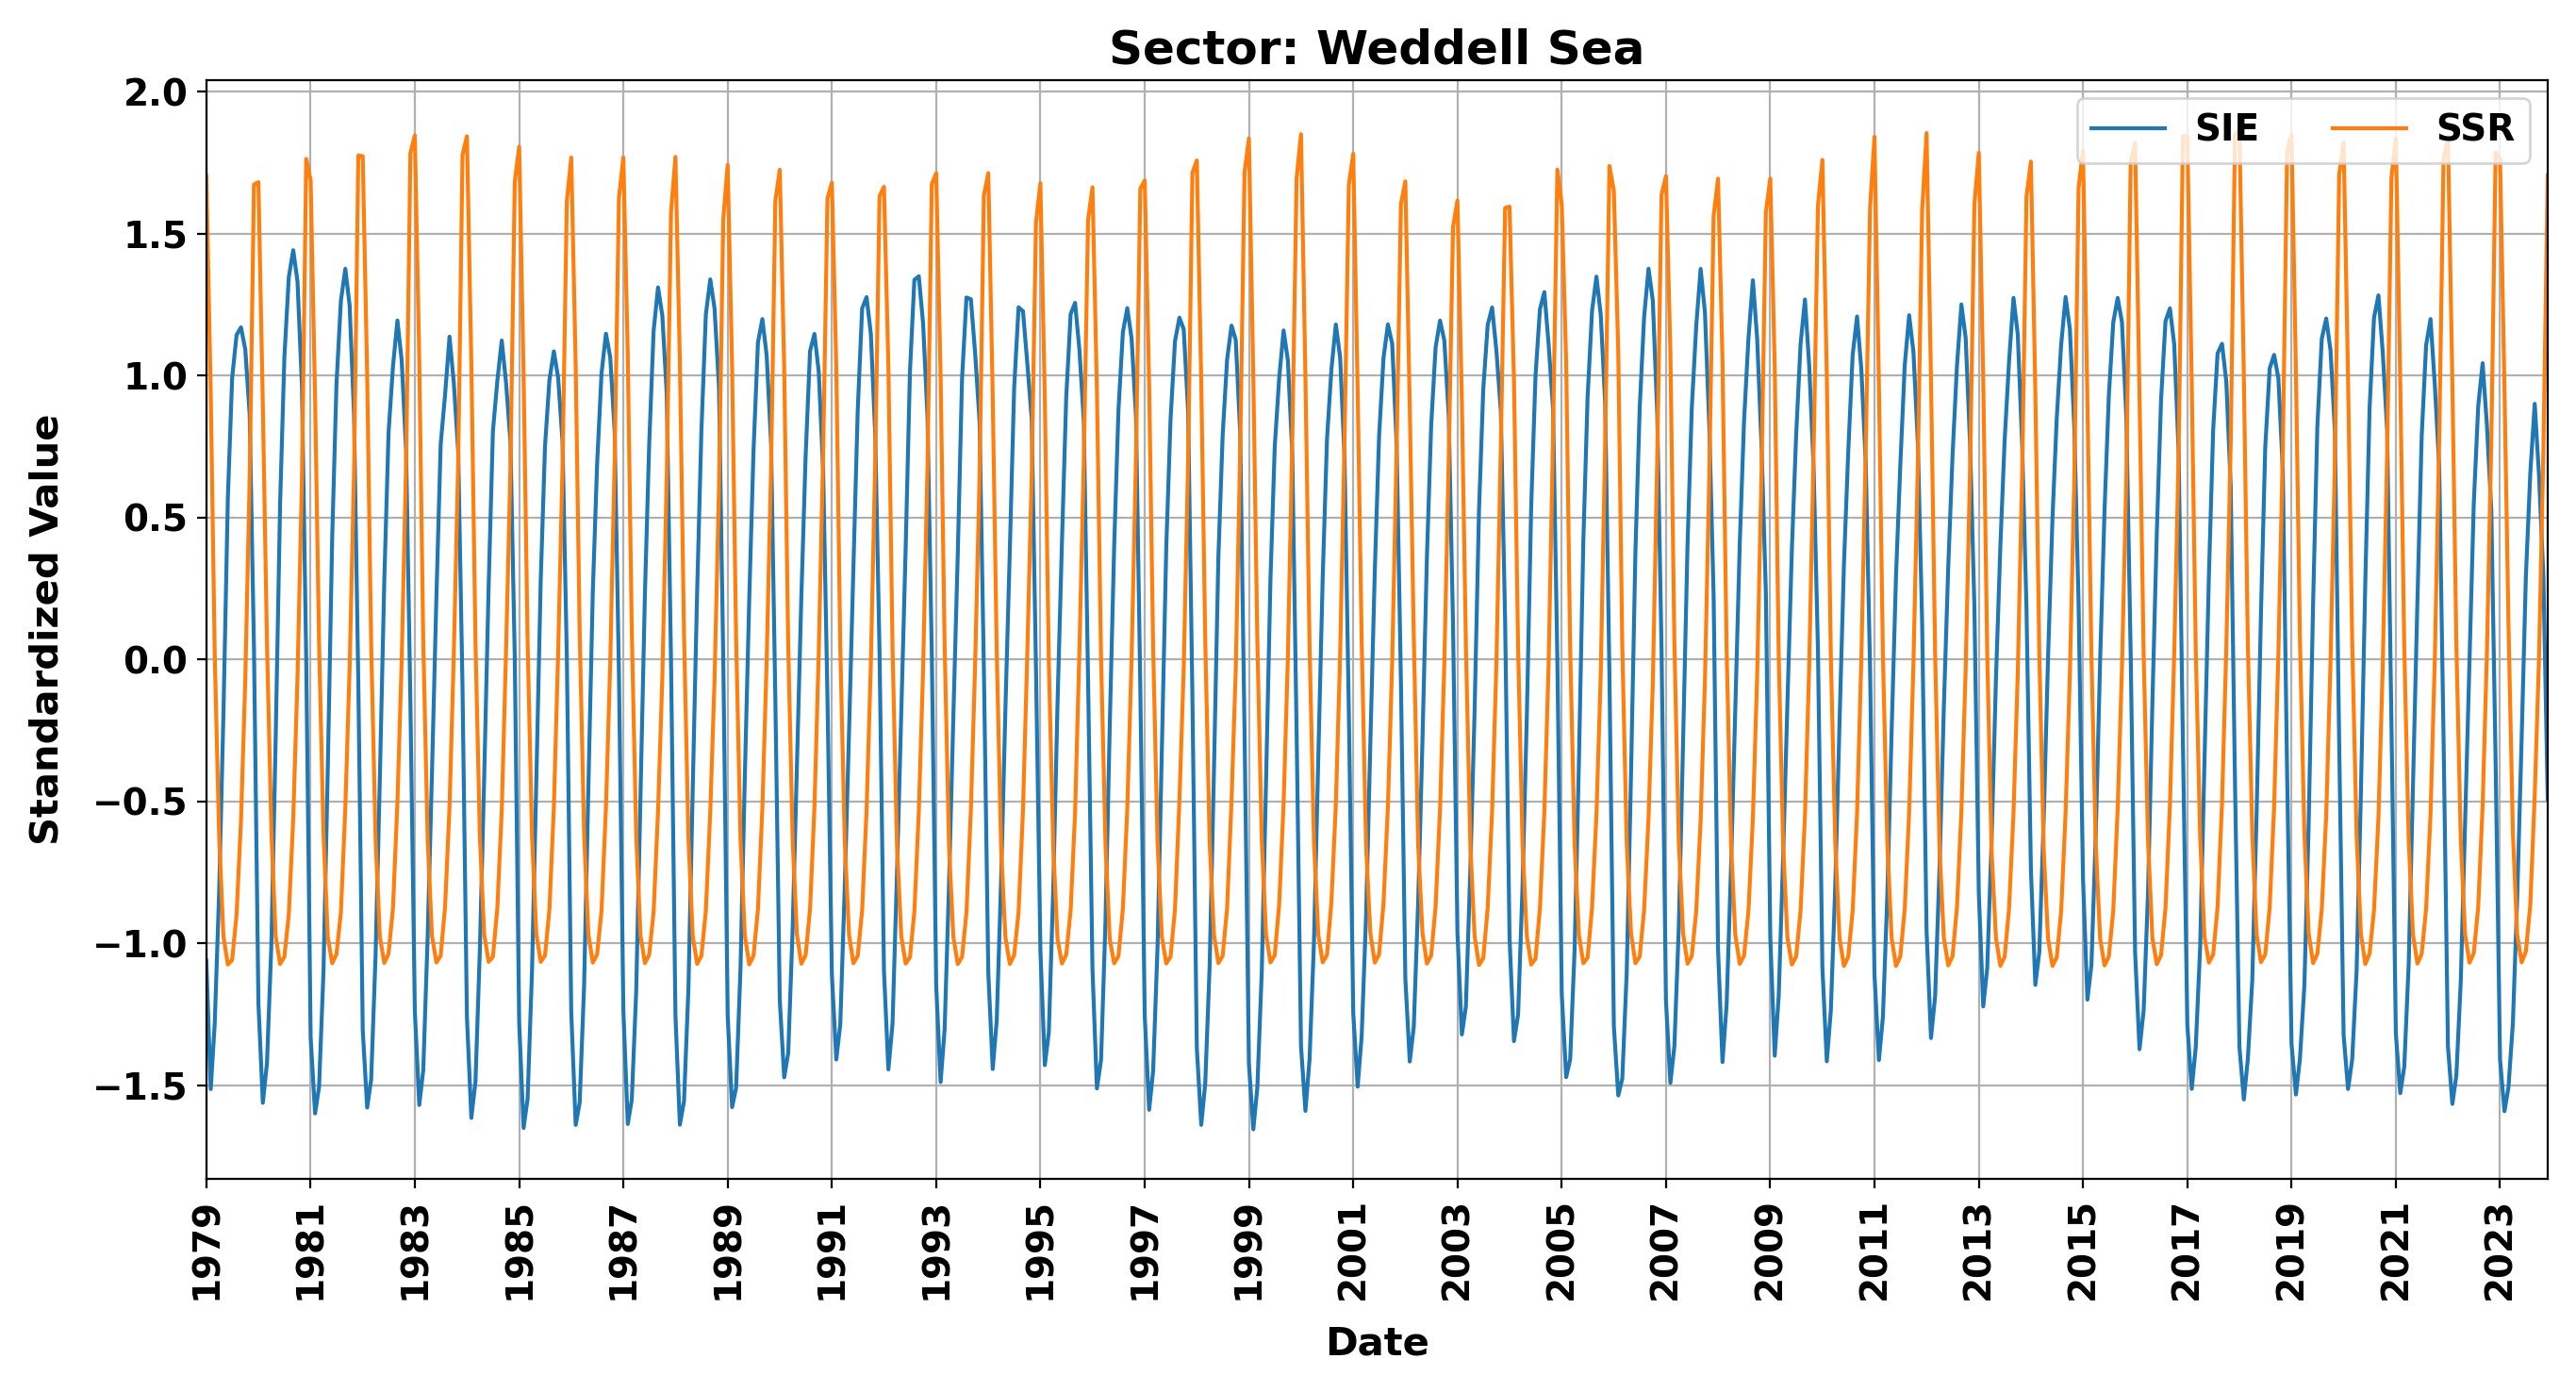 Sector: Weddell Sea
SIE SSR
Standardized Value
2.0
1.5
1.0
0.5
0.0
−0.5
−1.0
−1.5
1979 1981 1983 1985 1987 1989 1991 1993 1995 1997 1999 2001 2003 2005 2007 2009 2011 2013 2015 2017 2019 2021 2023
Date